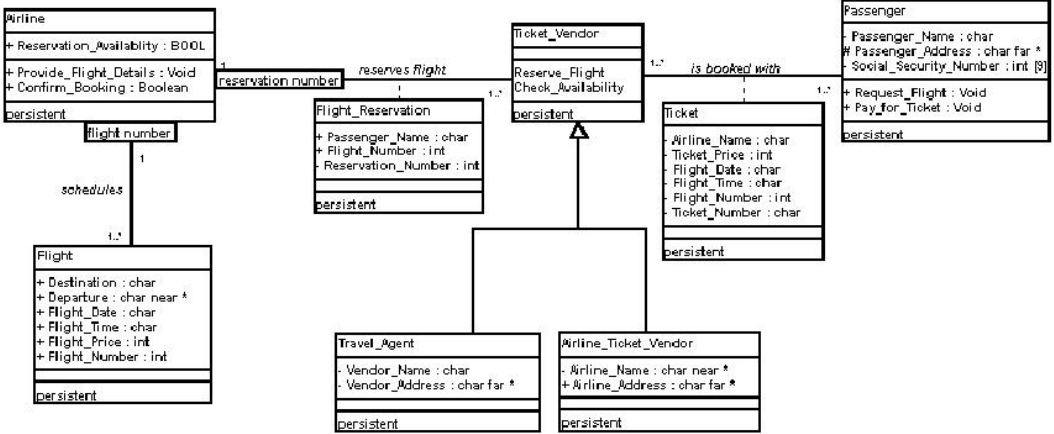 Airline
+ Reservation_Availablity : BOOL
+ Provide_Flight_Details : Void
+ Confirm_Booking : Boolean
persistent
1
reservation number
reserves flight
1..*
flight number
1
schedules
1..*
Flight
+ Destination : char
+ Departure : char near *
+ Flight_Date : char
+ Flight_Time : char
+ Flight_Price : int
+ Flight_Number : int
persistent
Flight_Reservation
+ Passenger_Name : char
+ Flight_Number : int
- Reservation_Number : int
persistent
Ticket_Vendor
Reserve_Flight
Check_Availability
persistent
1..*
is booked with
1..*
Ticket
- Airline_Name : char
- Ticket_Price : int
- Flight_Date : char
- Flight_Time : char
- Flight_Number : int
- Ticket_Number : char
persistent
Passenger
- Passenger_Name : char
# Passenger_Address : char far *
- Social_Security_Number : int [9]
+ Request_Flight : Void
+ Pay_for_Ticket : Void
persistent
Travel_Agent
- Vendor_Name : char
- Vendor_Address : char far *
persistent
Airline_Ticket_Vendor
- Airline_Name : char near *
+ Airline_Address : char far *
persistent